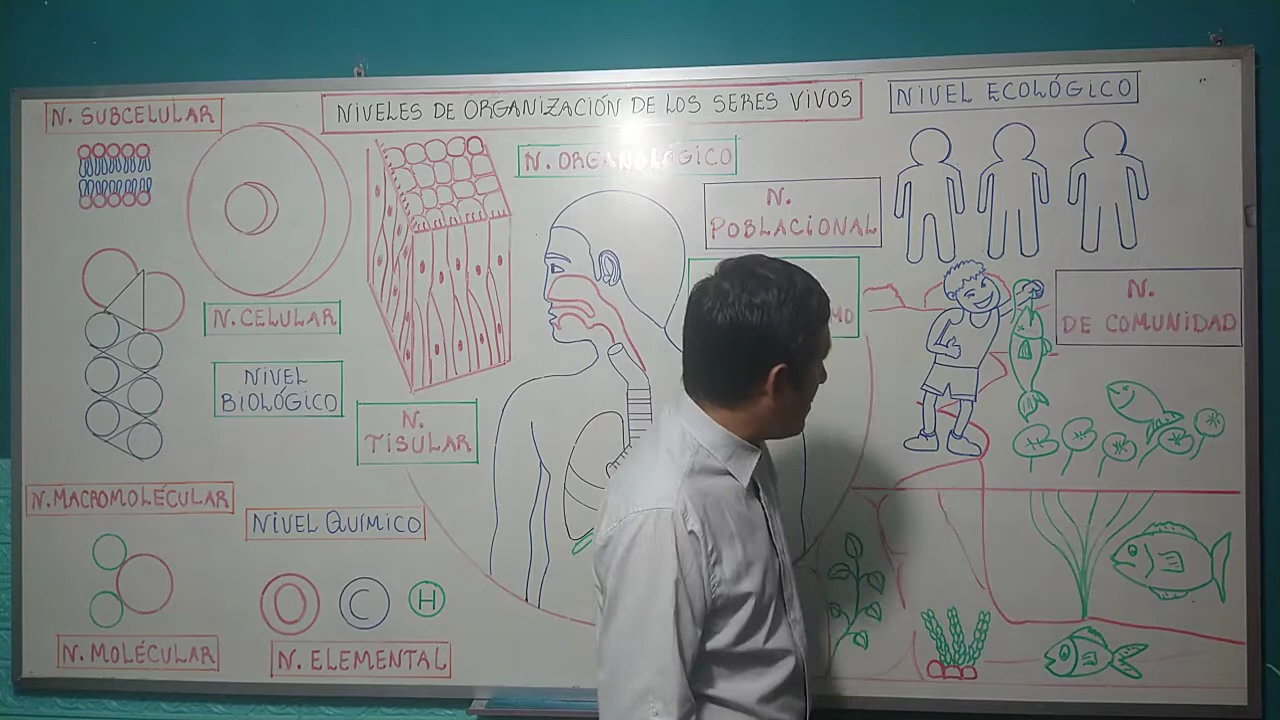 N. SUBCELULAR
NIVELES DE ORGANIZACIÓN DE LOS SERES VIVOS
NIVEL ECOLÓGICO
N. ORGANOLÓGICO
N.
POBLACIONAL
N. CELULAR
N.
DE COMUNIDAD
NIVEL
BIOLÓGICO
N.
TISULAR
N. MACROMOLÉCULAR
NIVEL QUÍMICO
O
C
H
N. MOLÉCULAR
N. ELEMENTAL